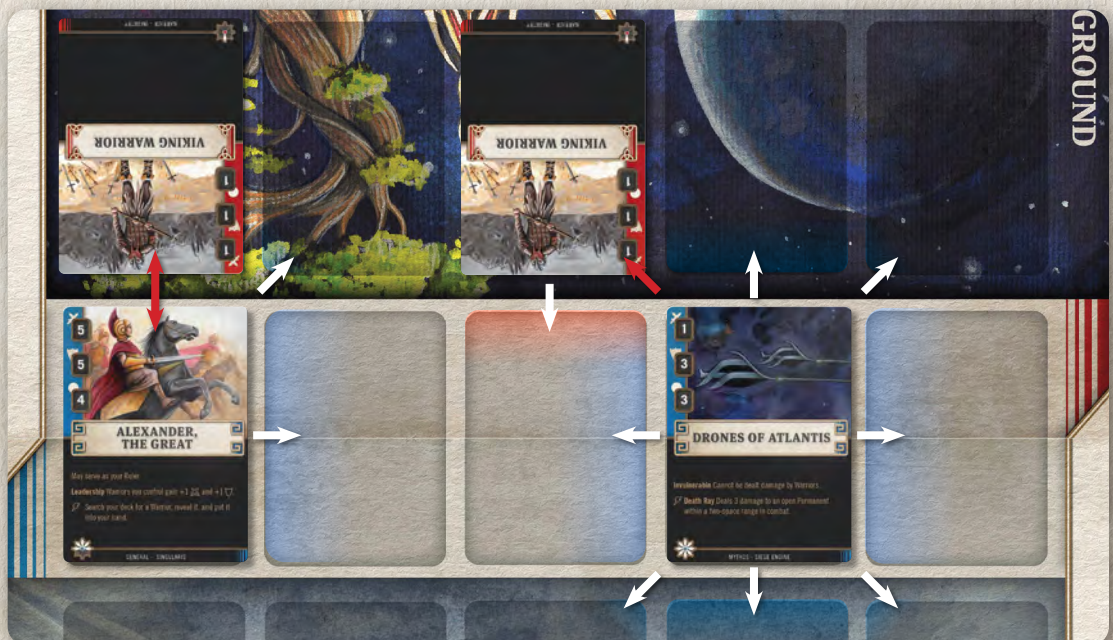 WARRIOR - INFANTRY
WARRIOR - INFANTRY
GROUND
VIKING WARRIOR
VIKING WARRIOR
1
1
1
1
1
1
5
5
4
ALEXANDER,
THE GREAT
May serve as your Ruler.
Leadership Warriors you control gain +1 and +1
Search your deck for a Warrior, reveal it, and put it
into your hand.
GENERAL - SINGULARIS
1
3
3
DRONES OF ATLANTIS
Invulnerable Cannot be dealt damage by Warriors.
Death Ray Deals 3 damage to an open Permanent
within a two-space range in combat.
MYTHOS - SIEGE ENGINE